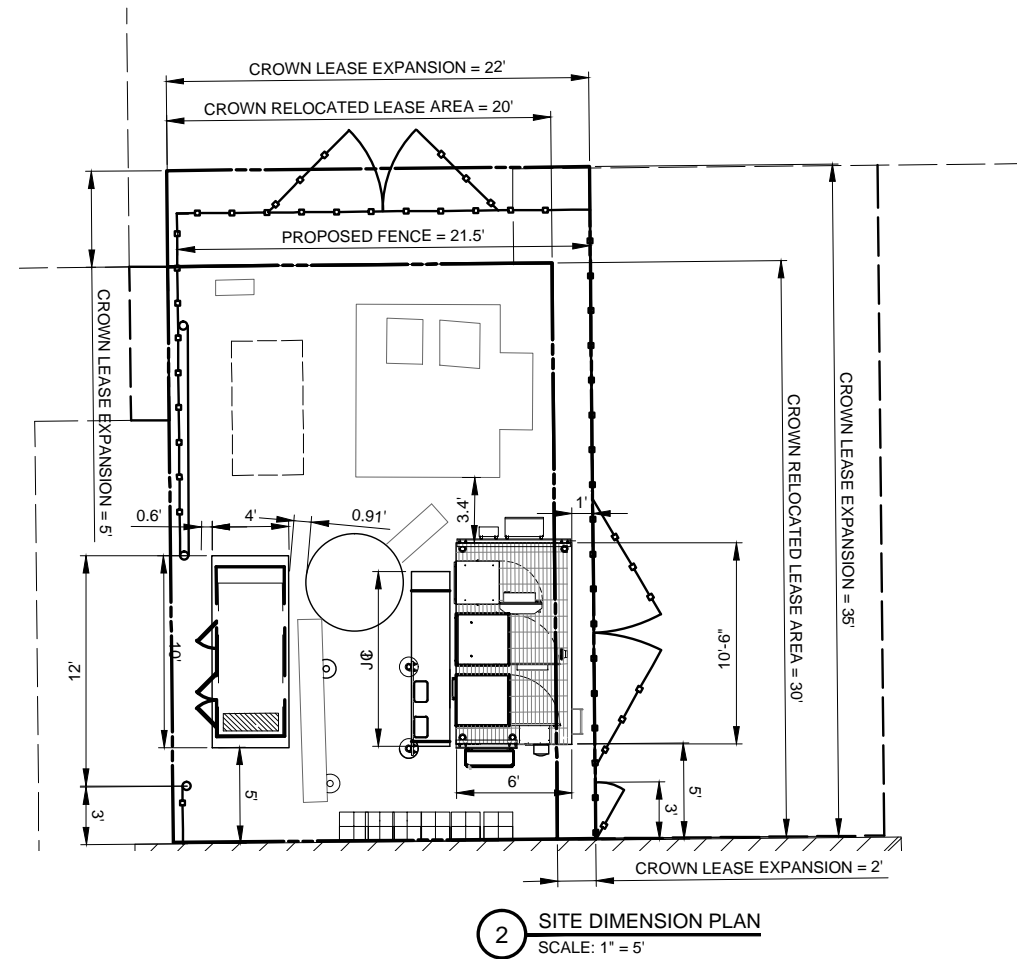 CROWN LEASE EXPANSION = 22'
CROWN RELOCATED LEASE AREA = 20'
PROPOSED FENCE = 21.5'
CROWN LEASE EXPANSION = 5'
CROWN RELOCATED LEASE AREA = 30'
CROWN LEASE EXPANSION = 35'
0.6'
4'
0.91'
3.4'
1'
12'
10'
10'-6"
6'
5'
5'
3'
3'
CROWN LEASE EXPANSION = 2'
2
SITE DIMENSION PLAN
SCALE: 1" = 5'